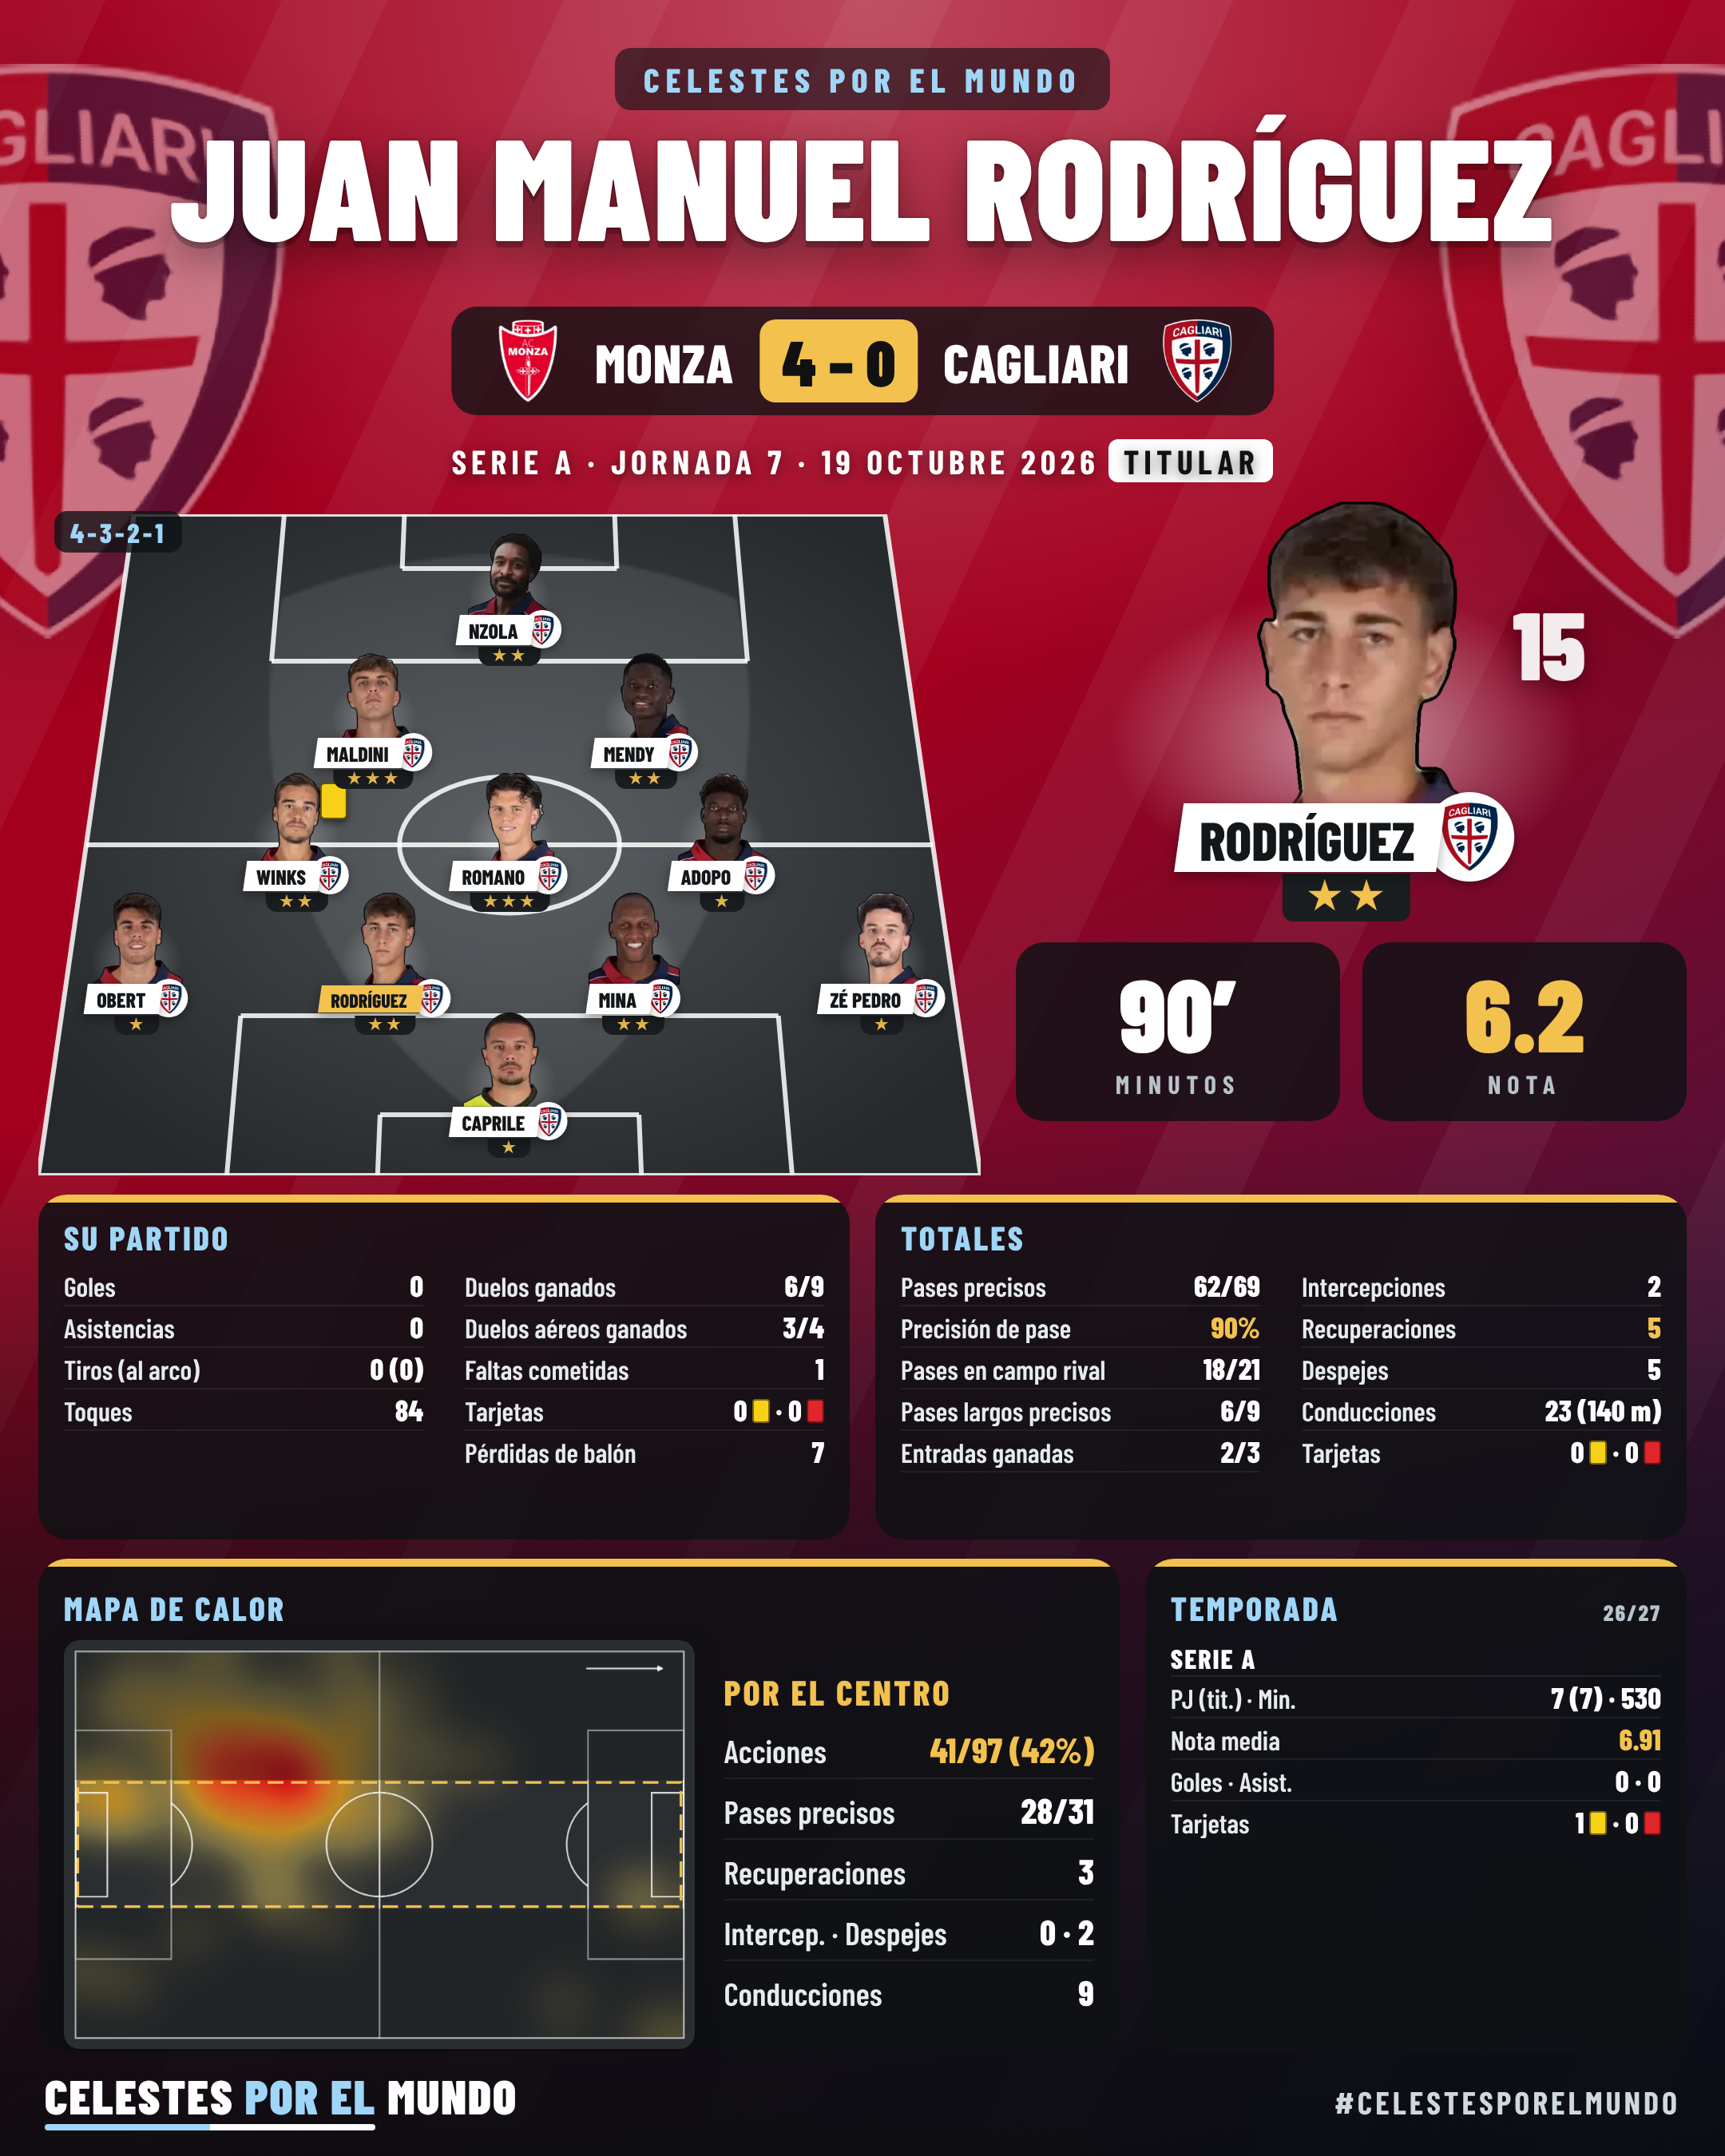 CELESTES POR EL MUNDO
JUAN MANUEL RODRÍGUEZ
MONZA 4 - 0 CAGLIARI
SERIE A · JORNADA 7 · 19 OCTUBRE 2026 TITULAR
4-3-2-1
NZOLA
MALDINI
MENDY
WINKS
ROMANO
ADOPO
OBERT
RODRÍGUEZ
MINA
ZÉ PEDRO
CAPRILE
15
RODRÍGUEZ
CAGLIARI
90'
MINUTOS
6.2
NOTA
SU PARTIDO
Goles 0
Asistencias 0
Tiros (al arco) 0 (0)
Toques 84
Duelos ganados 6/9
Duelos aéreos ganados 3/4
Faltas cometidas 1
Tarjetas 0 · 0
Pérdidas de balón 7
TOTALES
Pases precisos 62/69
Precisión de pase 90%
Pases en campo rival 18/21
Pases largos precisos 6/9
Entradas ganadas 2/3
Intercepciones 2
Recuperaciones 5
Despejes 5
Conducciones 23 (140 m)
Tarjetas 0 · 0
MAPA DE CALOR
POR EL CENTRO
Acciones 41/97 (42%)
Pases precisos 28/31
Recuperaciones 3
Intercep. · Despejes 0 · 2
Conducciones 9
TEMPORADA 26/27
SERIE A
PJ (tit.) · Min. 7 (7) · 530
Nota media 6.91
Goles · Asist. 0 · 0
Tarjetas 1 · 0
CELESTES POR EL MUNDO
#CELESTESPORELMUNDO